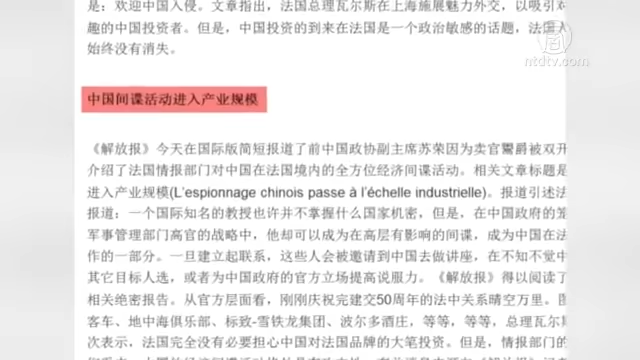 是：欢迎中国入侵。文章指出，法国总理瓦尔斯在上海施展魅力外交，以吸引对
趣的中国投资者。但是，中国投资的到来在法国是一个政治敏感的话题，法国人
始终没有消失。
新唐人
ntdtv.com
中国间谍活动进入产业规模
《解放报》今天在国际版简短报道了前中国政协副主席苏荣因为卖官鬻爵被双开
介绍了法国情报部门对中国在法国境内的全方位经济间谍活动。相关文章标题是
进入产业规模(L'espionnage chinois passe à l'échelle industrielle)。报道引述法
报道：一个国际知名的教授也许并不掌握什么国家机密，但是，在中国政府的笼
军事管理部门高官的战略中，他却可以成为在高层有影响的间谍，成为中国在法
作的一部分。一旦建立起联系，这些人会被邀请到中国去做讲座，在不知不觉中
其它目标人选，或者为中国政府的官方立场提高说服力。《解放报》得以阅读了
相关绝密报告。从官方层面看，刚刚庆祝完建交50周年的法中关系晴空万里。图
客车、地中海俱乐部、标致-雪铁龙集团、波尔多酒庄，等等，等等，总理瓦尔斯
次表示，法国完全没有必要担心中国对法国品牌的大笔投资。但是，情报部门的